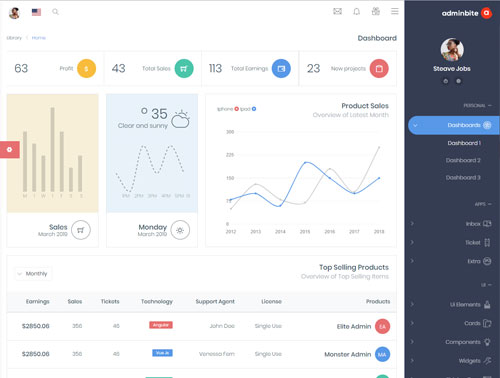 adminbite a
Steave Jobs
PERSONAL
Dashboards
Dashboard 1
Dashboard 2
Dashboard 3
APPS
Inbox
Ticket
Extra
UI
Ui Elements
Cards
Components
Widgets
Library Home
Dashboard
63 Profit $
43 Total Sales
113 Total Earnings
23 New projects
M T W T F S S
Sales
March 2019
° 35
Clear and sunny
1PM 2PM 3PM 4PM 5PM
Monday
March 2019
Product Sales
Overview of Latest Month
Iphone Ipad
300
225
150
75
0
2012 2013 2014 2015 2016 2017 2018
Monthly
Top Selling Products
Overview of Top Selling Items
Earnings Sales Tickets Technology Support Agent License Products
$2850.06 356 46 Angular John Doe Single Use Elite Admin EA
$2850.06 356 46 Vue Js Venessa Fern Single Use Monster Admin MA